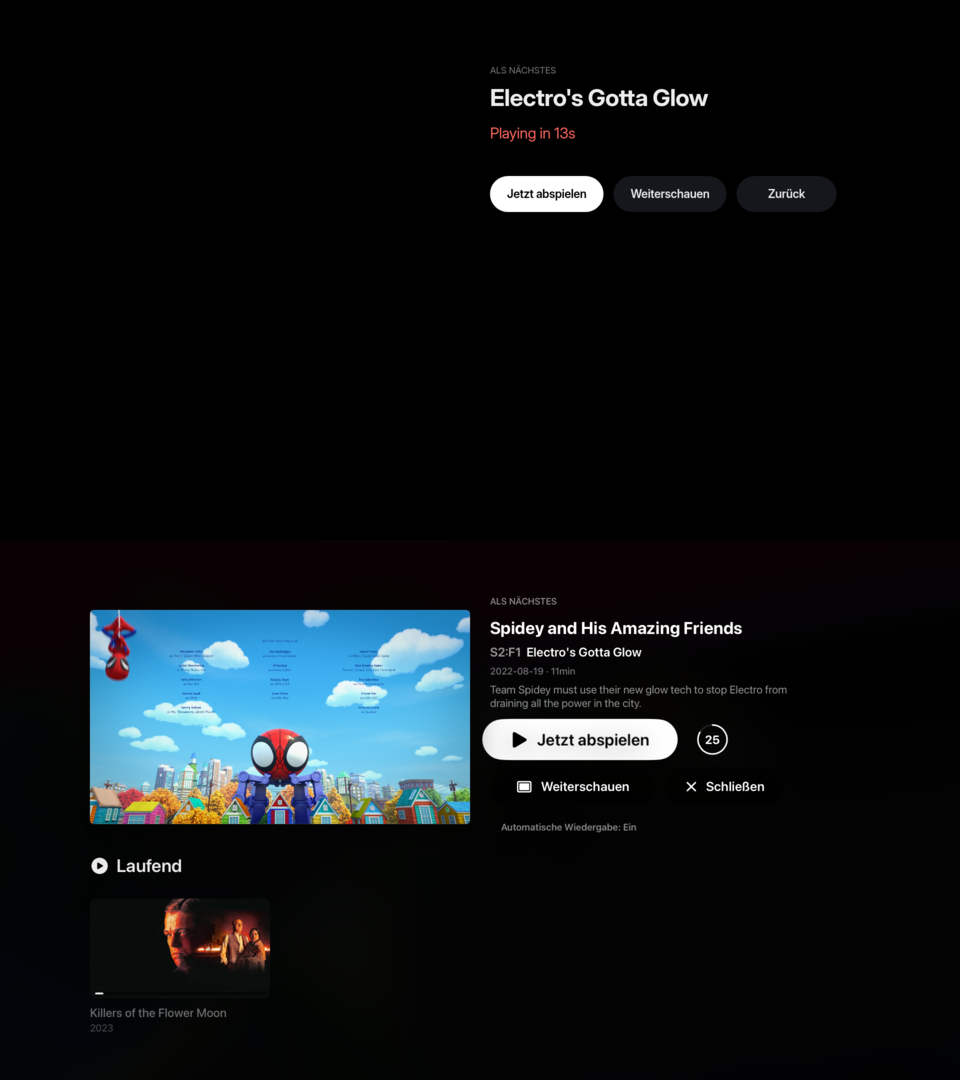 ALS NÄCHSTES
Electro's Gotta Glow
Playing in 13s
Jetzt abspielen
Weiterschauen
Zurück
ALS NÄCHSTES
Spidey and His Amazing Friends
S2:F1 Electro's Gotta Glow
2022-08-19 · 11min
Team Spidey must use their new glow tech to stop Electro from
draining all the power in the city.
Jetzt abspielen
25
Weiterschauen
Schließen
Automatische Wiedergabe: Ein
Laufend
Killers of the Flower Moon
2023